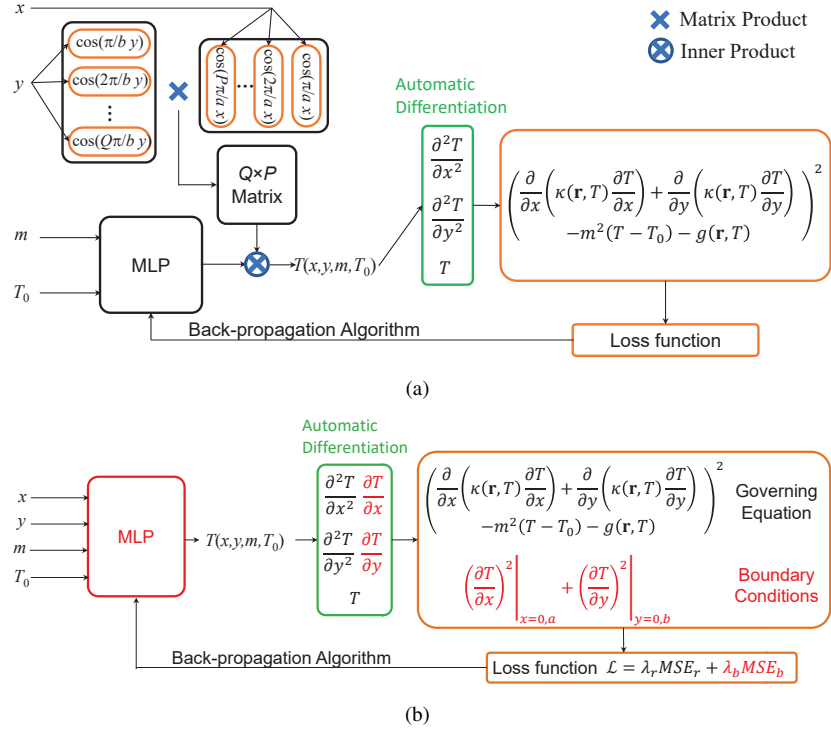 x
y
cos(π/b y)
cos(2π/b y)
⋮
cos(Qπ/b y)
cos(Pπ/a x)
...
cos(2π/a x)
cos(π/a x)
Matrix Product
Inner Product
Q×P
Matrix
m
T₀
MLP
T(x,y,m,T₀)
Automatic
Differentiation
∂²T/∂x²
∂²T/∂y²
T
(∂/∂x (κ(r, T) ∂T/∂x) + ∂/∂y (κ(r, T) ∂T/∂y)
−m²(T − T₀) − g(r, T))²
Back-propagation Algorithm
Loss function
(a)
x
y
m
T₀
MLP
T(x,y,m,T₀)
Automatic
Differentiation
∂²T/∂x² ∂T/∂x
∂²T/∂y² ∂T/∂y
T
(∂/∂x (κ(r, T) ∂T/∂x) + ∂/∂y (κ(r, T) ∂T/∂y)
−m²(T − T₀) − g(r, T))²
Governing
Equation
(∂T/∂x)²|x=0,a + (∂T/∂y)²|y=0,b
Boundary
Conditions
Back-propagation Algorithm
Loss function ℒ = λᵣMSEᵣ + λ_bMSE_b
(b)